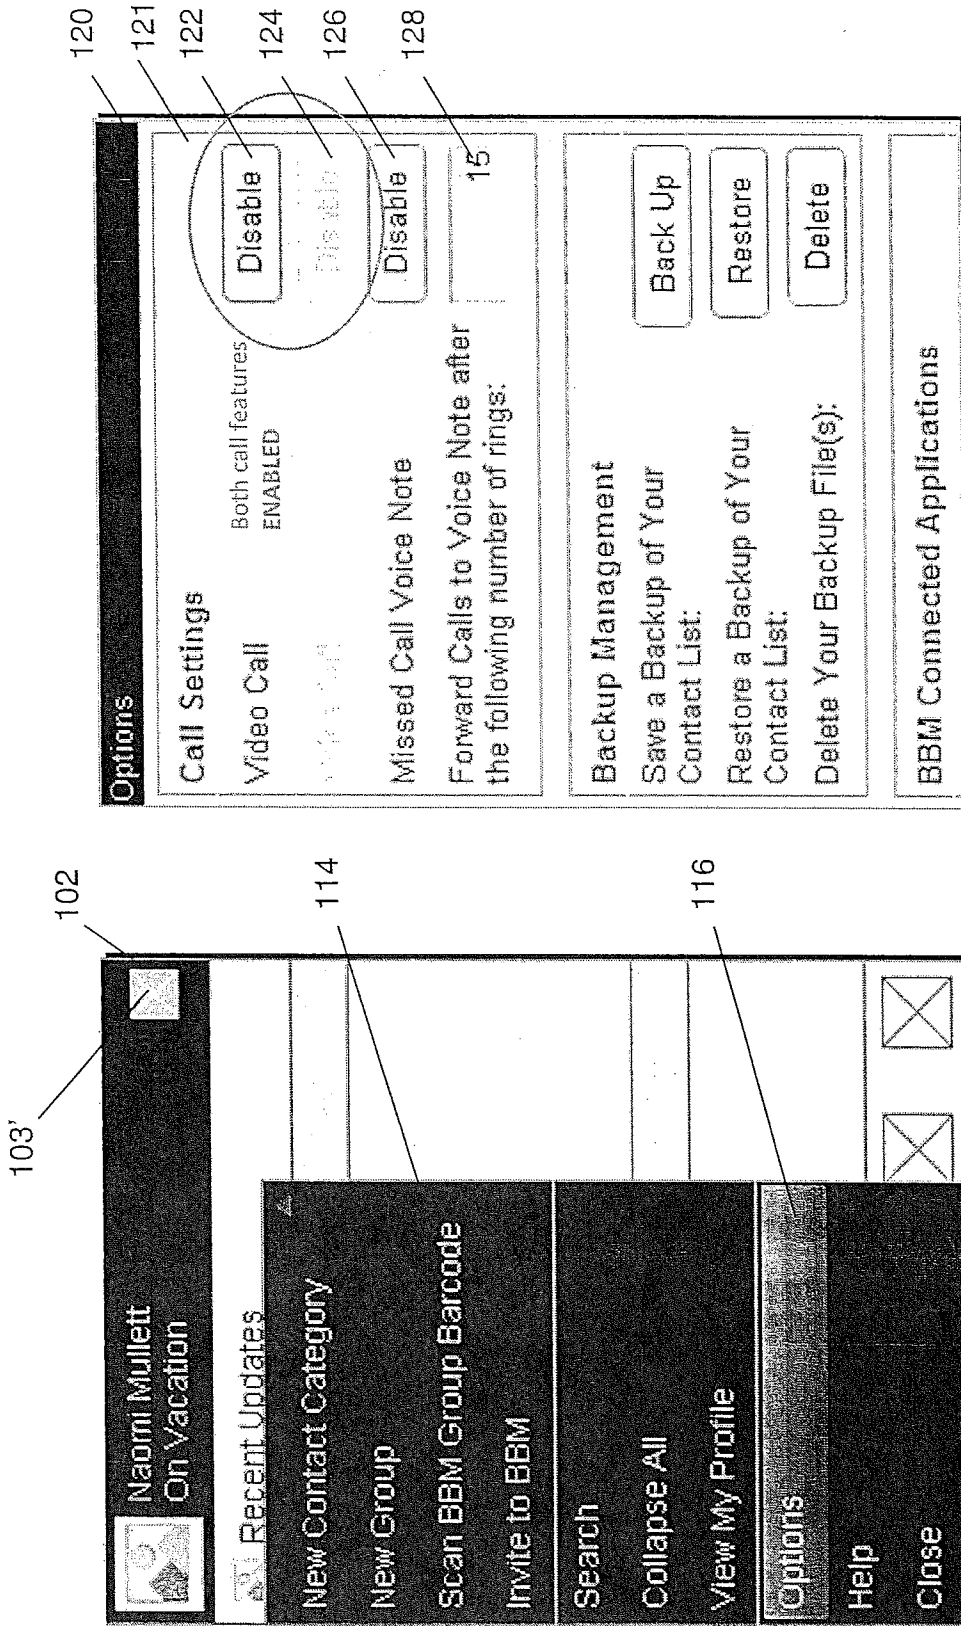 103'
102
Naomi Mullett
On Vacation
Recent Updates
New Contact Category
New Group
Scan BBM Group Barcode
Invite to BBM
Search
Collapse All
View My Profile
Options
Help
Close
114
116
Options
Call Settings
Video Call
Both call features
ENABLED
Disable
Disable
Missed Call Voice Note
Disable
Forward Calls to Voice Note after
the following number of rings:
15
Backup Management
Save a Backup of Your
Contact List:
Back Up
Restore a Backup of Your
Contact List:
Restore
Delete Your Backup File(s):
Delete
BBM Connected Applications
120
121
122
124
126
128